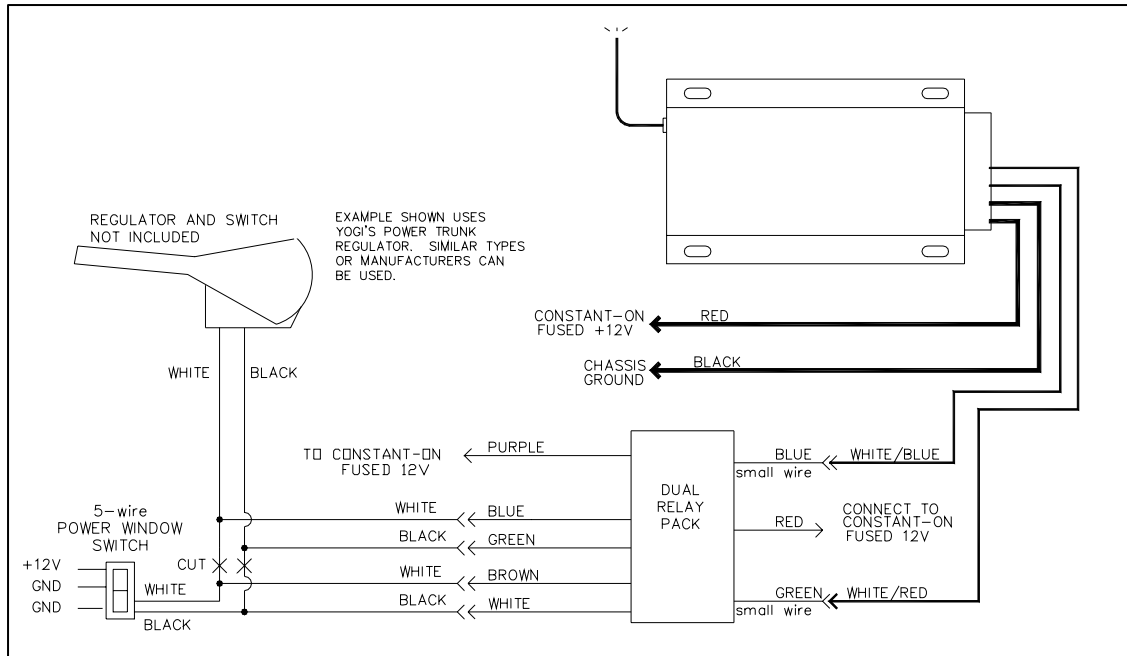 REGULATOR AND SWITCH
NOT INCLUDED
EXAMPLE SHOWN USES
YOGI'S POWER TRUNK
REGULATOR. SIMILAR TYPES
OR MANUFACTURERS CAN
BE USED.
CONSTANT-ON
FUSED +12V
RED
CHASSIS
GROUND
BLACK
WHITE
BLACK
TO CONSTANT-ON
FUSED 12V
PURPLE
BLUE
small wire
WHITE/BLUE
DUAL
RELAY
PACK
RED
CONNECT TO
CONSTANT-ON
FUSED 12V
GREEN
small wire
WHITE/RED
WHITE
BLUE
BLACK
GREEN
WHITE
BROWN
BLACK
WHITE
5-wire
POWER WINDOW
SWITCH
CUT
+12V
GND
GND
WHITE
BLACK